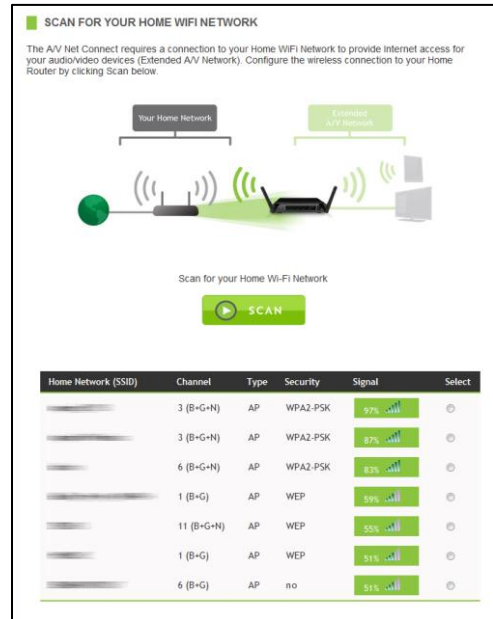 SCAN FOR YOUR HOME WIFI NETWORK
The A/V Net Connect requires a connection to your Home WiFi Network to provide Internet access for
your audio/video devices (Extended A/V Network). Configure the wireless connection to your Home
Router by clicking Scan below.
Your Home Network
Extended
A/V Network
Scan for your Home Wi-Fi Network
SCAN
Home Network (SSID) Channel Type Security Signal Select
3 (B+G+N) AP WPA2-PSK 97%
3 (B+G+N) AP WPA2-PSK 87%
6 (B+G+N) AP WPA2-PSK 83%
1 (B+G) AP WEP 59%
11 (B+G+N) AP WEP 55%
1 (B+G) AP WEP 51%
6 (B+G) AP no 51%